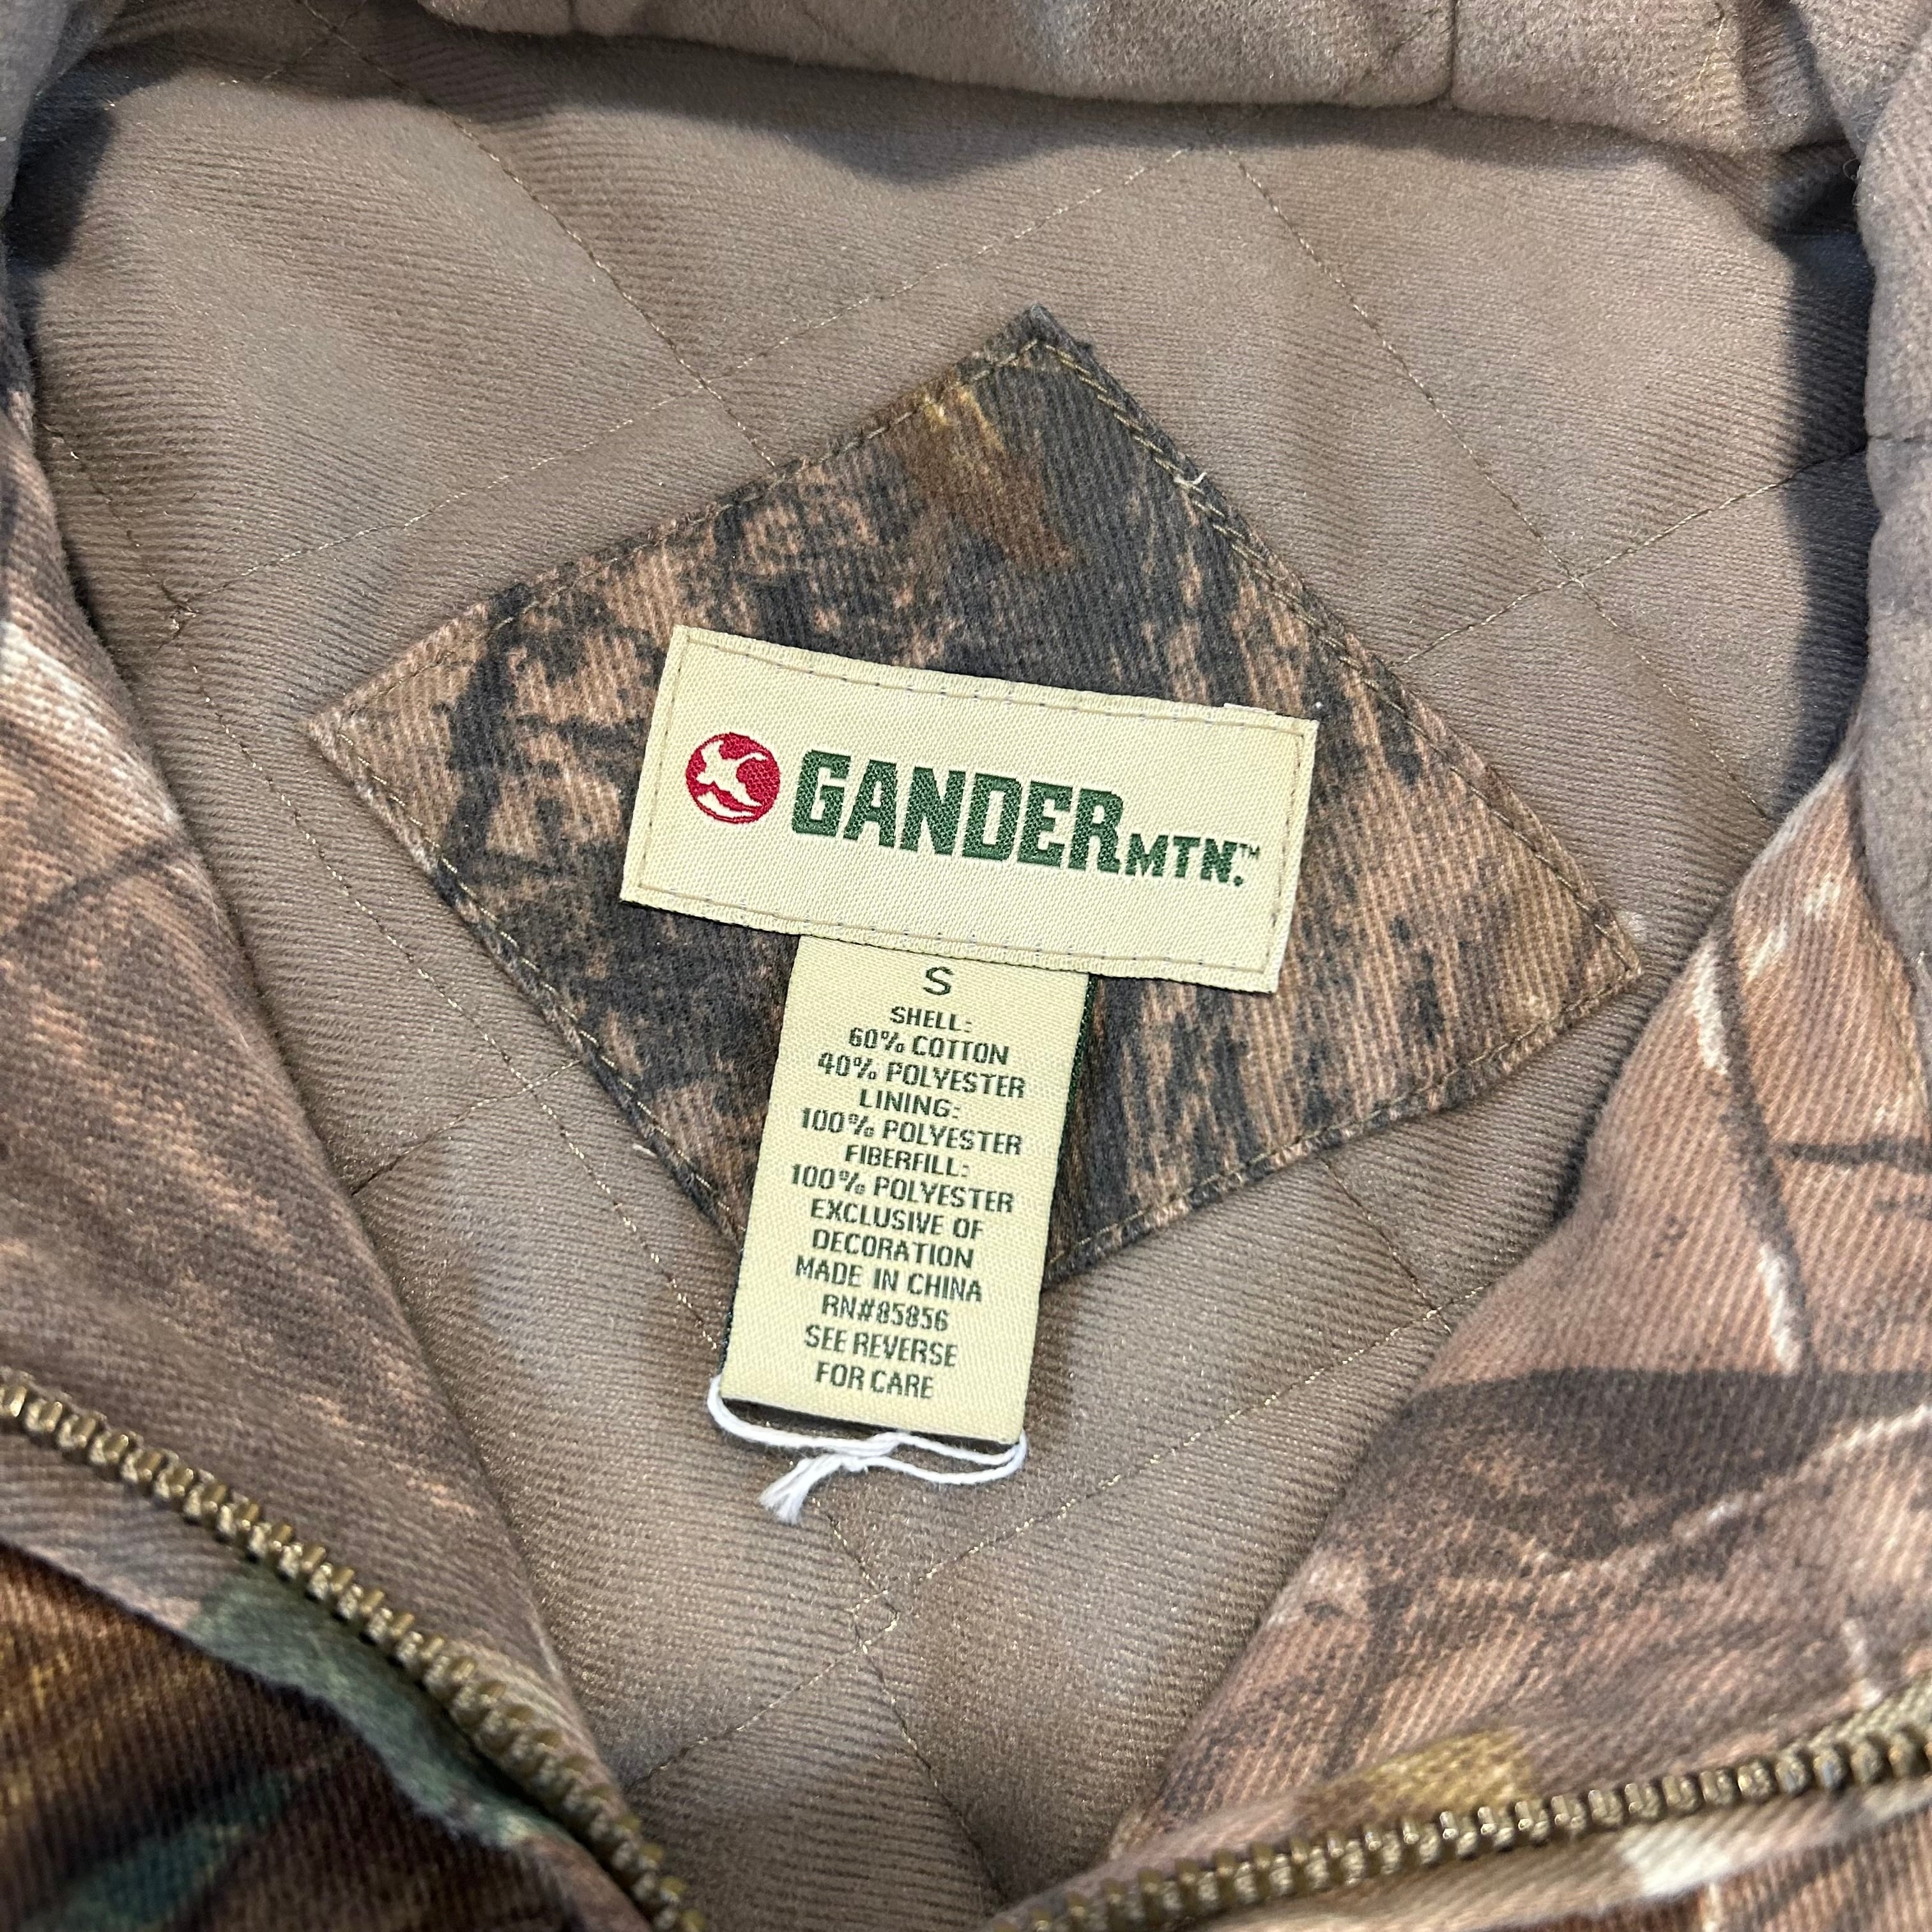 GANDER MTN.™
S
SHELL:
60% COTTON
40% POLYESTER
LINING:
100% POLYESTER
FIBERFILL:
100% POLYESTER
EXCLUSIVE OF
DECORATION
MADE IN CHINA
RN#85856
SEE REVERSE
FOR CARE